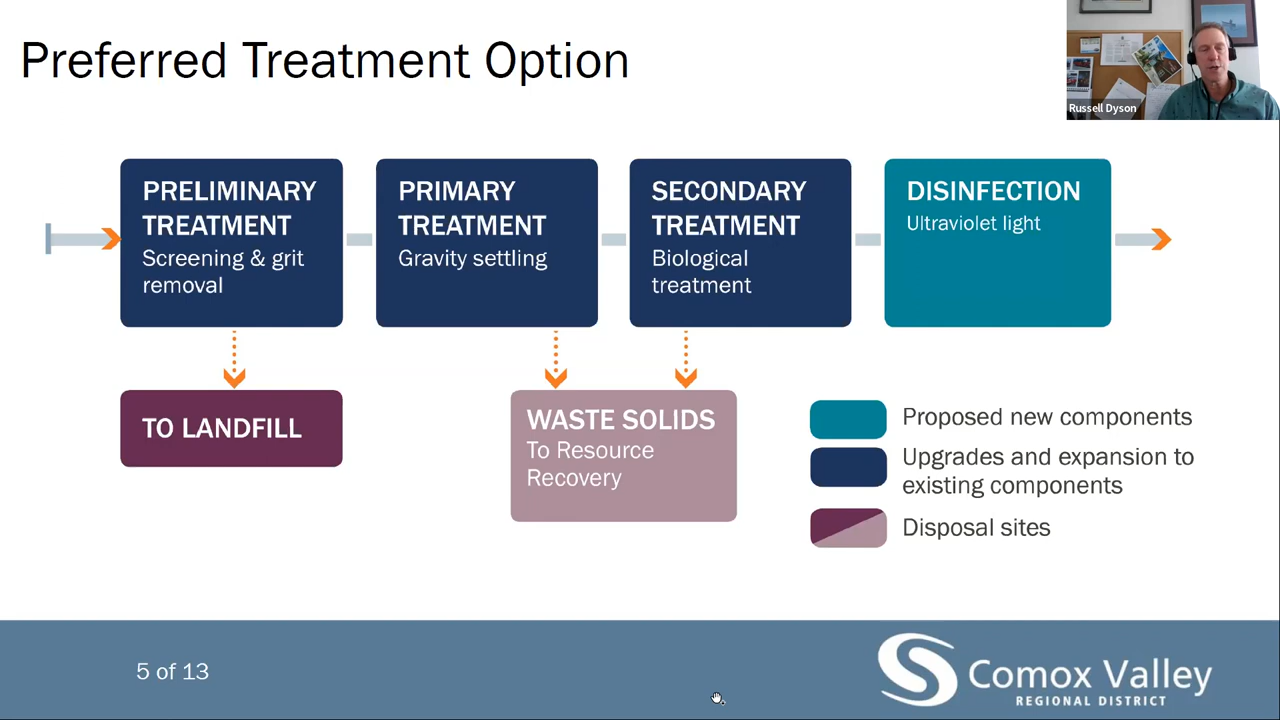 Preferred Treatment Option
Russell Dyson
PRELIMINARY
TREATMENT
Screening & grit
removal
PRIMARY
TREATMENT
Gravity settling
SECONDARY
TREATMENT
Biological
treatment
DISINFECTION
Ultraviolet light
TO LANDFILL
WASTE SOLIDS
To Resource
Recovery
Proposed new components
Upgrades and expansion to
existing components
Disposal sites
5 of 13
Comox Valley
REGIONAL DISTRICT